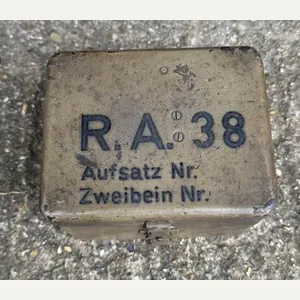 R.A. 38
Aufsatz Nr.
Zweibein Nr.